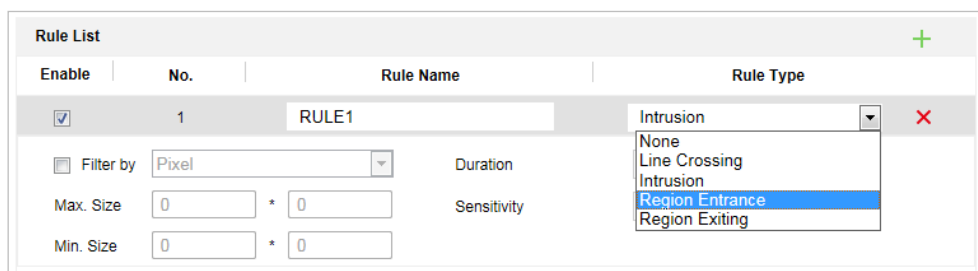 Rule List
Enable No. Rule Name Rule Type
1 RULE1 Intrusion
None
Filter by Pixel Duration Line Crossing
Intrusion
Max. Size 0 * 0 Sensitivity Region Entrance
Region Exiting
Min. Size 0 * 0